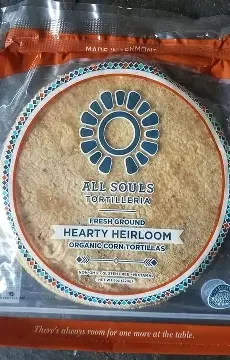 MADE IN VERMONT
ALL SOULS
TORTILLERIA
FRESH GROUND
HEARTY HEIRLOOM
ORGANIC CORN TORTILLAS
There's always room for one more at the table.